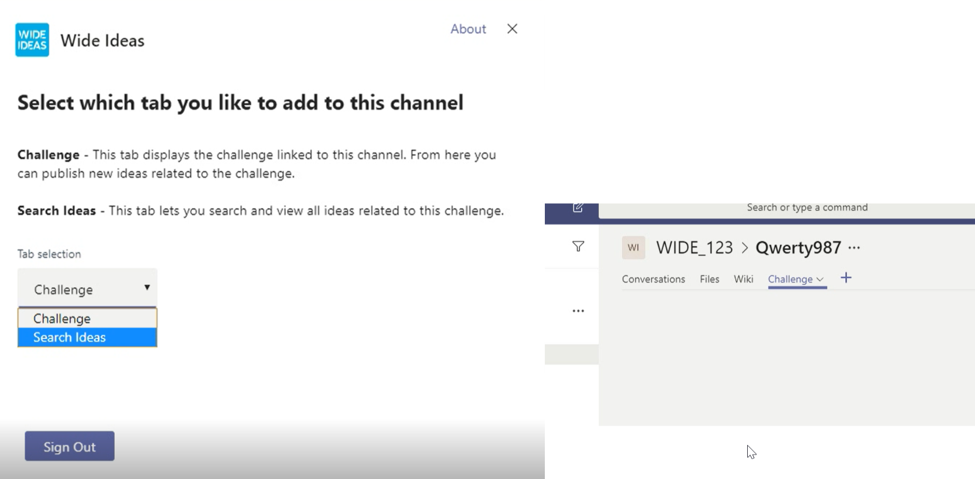 WIDE
IDEAS
Wide Ideas
About
Select which tab you like to add to this channel
Challenge - This tab displays the challenge linked to this channel. From here you
can publish new ideas related to the challenge.
Search Ideas - This tab lets you search and view all ideas related to this challenge.
Tab selection
Challenge
Challenge
Search Ideas
Sign Out
Search or type a command
WI WIDE_123 > Qwerty987 ...
Conversations Files Wiki Challenge +